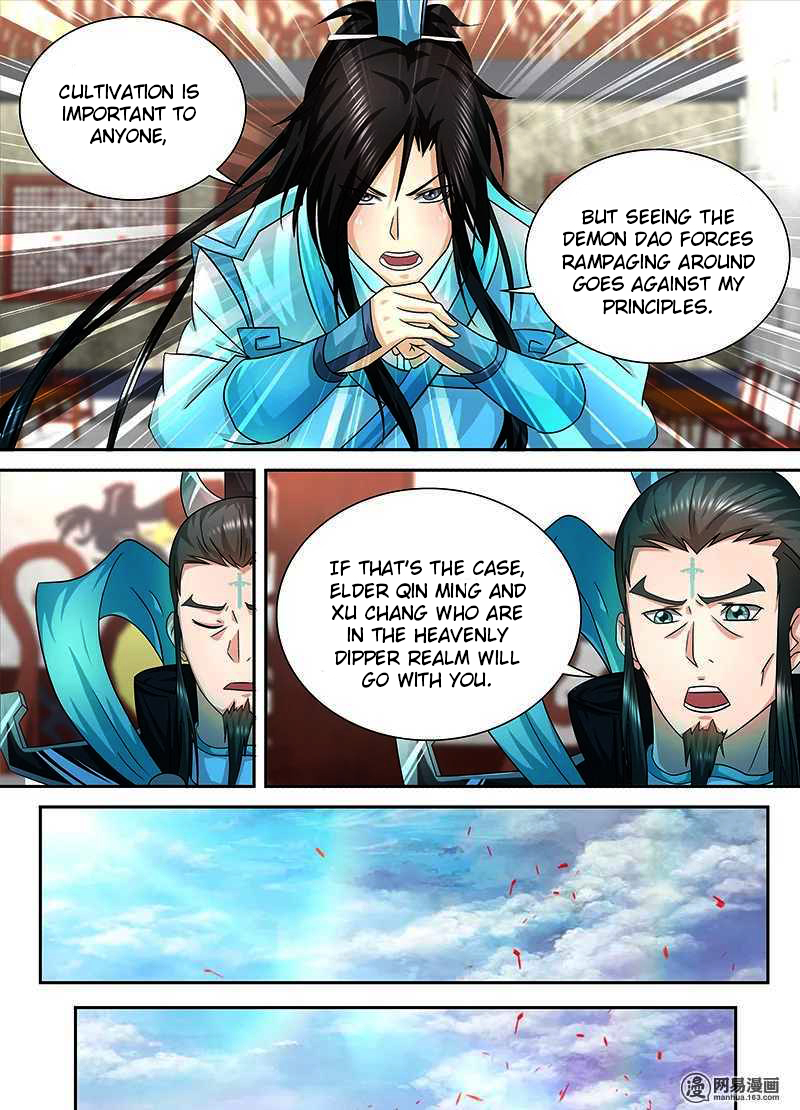 CULTIVATION IS
IMPORTANT TO
ANYONE,
BUT SEEING THE
DEMON DAO FORCES
RAMPAGING AROUND
GOES AGAINST MY
PRINCIPLES.
IF THAT'S THE CASE,
ELDER QIN MING AND
XU CHANG WHO ARE
IN THE HEAVENLY
DIPPER REALM WILL
GO WITH YOU.
漫 网易漫画
manhua.163.com